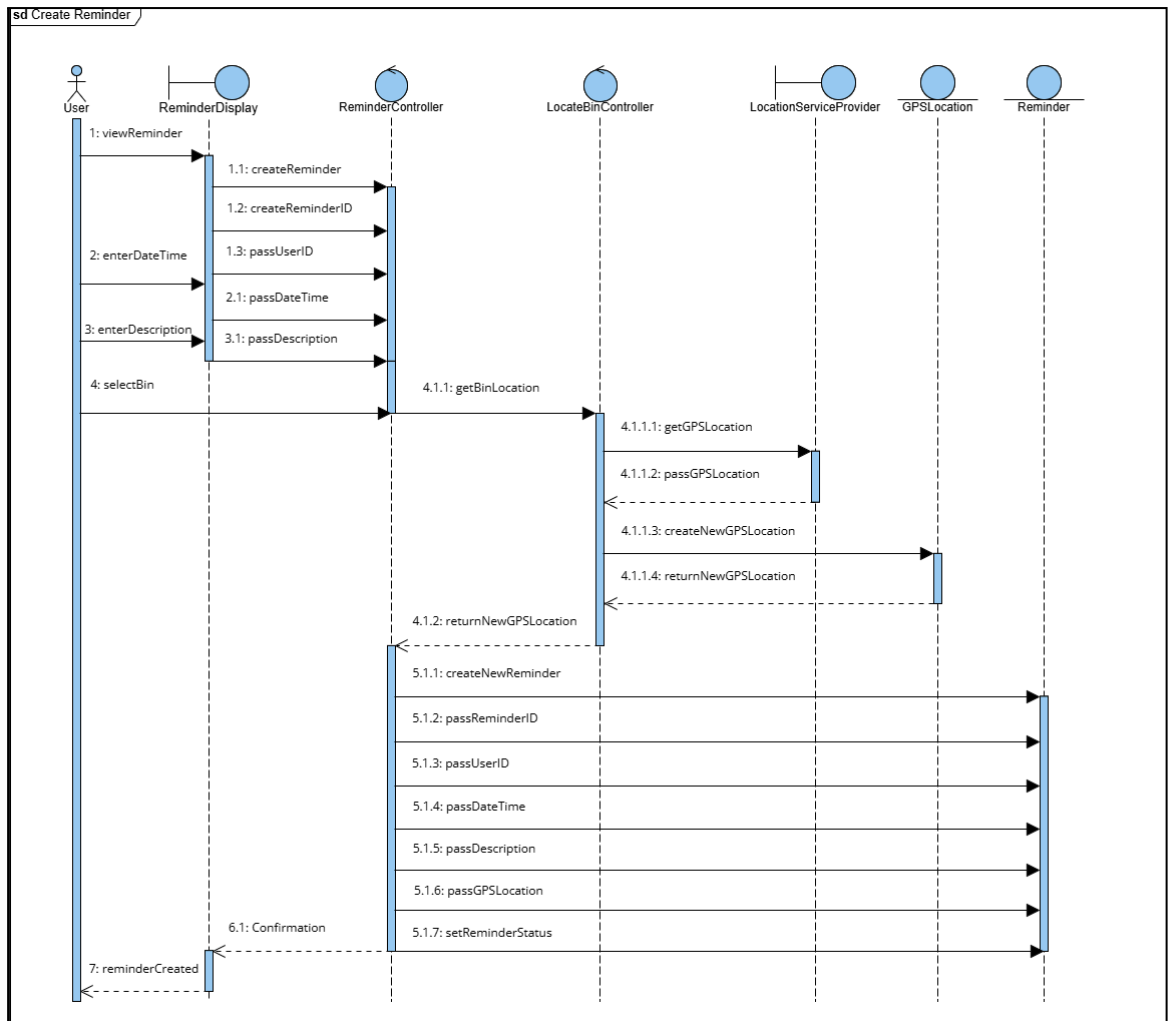 sd Create Reminder
User
ReminderDisplay
ReminderController
LocateBinController
LocationServiceProvider
GPSLocation
Reminder
1: viewReminder
1.1: createReminder
1.2: createReminderID
1.3: passUserID
2: enterDateTime
2.1: passDateTime
3: enterDescription
3.1: passDescription
4: selectBin
4.1.1: getBinLocation
4.1.1.1: getGPSLocation
4.1.1.2: passGPSLocation
4.1.1.3: createNewGPSLocation
4.1.1.4: returnNewGPSLocation
4.1.2: returnNewGPSLocation
5.1.1: createNewReminder
5.1.2: passReminderID
5.1.3: passUserID
5.1.4: passDateTime
5.1.5: passDescription
5.1.6: passGPSLocation
6.1: Confirmation
5.1.7: setReminderStatus
7: reminderCreated